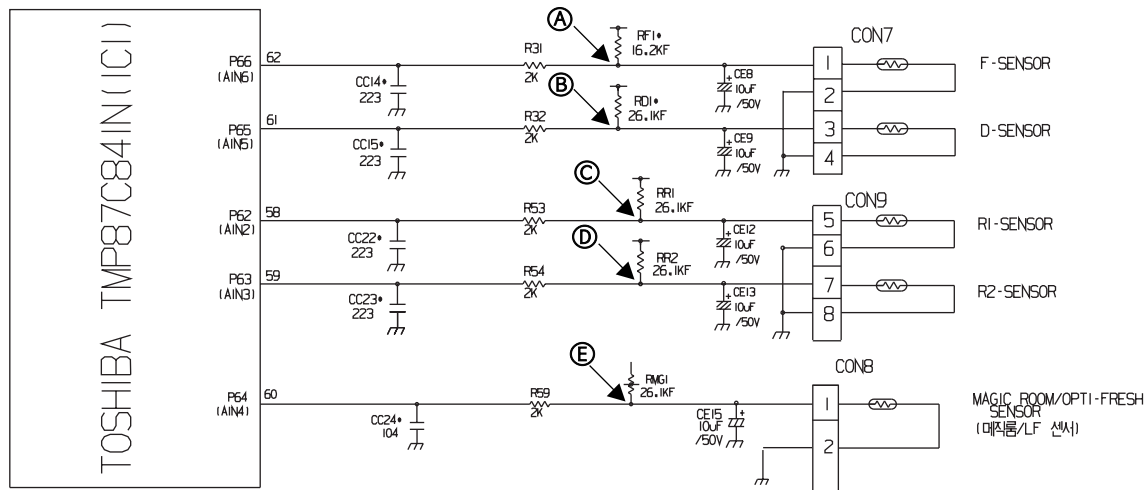 TOSHIBA TMP87C841N(IC1)
P66
(AIN6)
62
CC14*
223
R31
2K
A
RF1*
16.2KF
CE8
10uF
/50V
CON7
1
2
3
4
F-SENSOR
P65
(AIN5)
61
CC15*
223
R32
2K
B
RD1*
26.1KF
CE9
10uF
/50V
D-SENSOR
P62
(AIN2)
58
CC22*
223
R53
2K
C
RR1
26.1KF
CE12
10uF
/50V
CON9
5
6
7
8
R1-SENSOR
P63
(AIN3)
59
CC23*
223
R54
2K
D
RR2
26.1KF
CE13
10uF
/50V
R2-SENSOR
P64
(AIN4)
60
CC24*
104
R59
2K
E
RMG1
26.1KF
CE15
10uF
/50V
CON8
1
2
MAGIC ROOM/OPTI-FRESH
SENSOR
(매직룸/LF 센서)